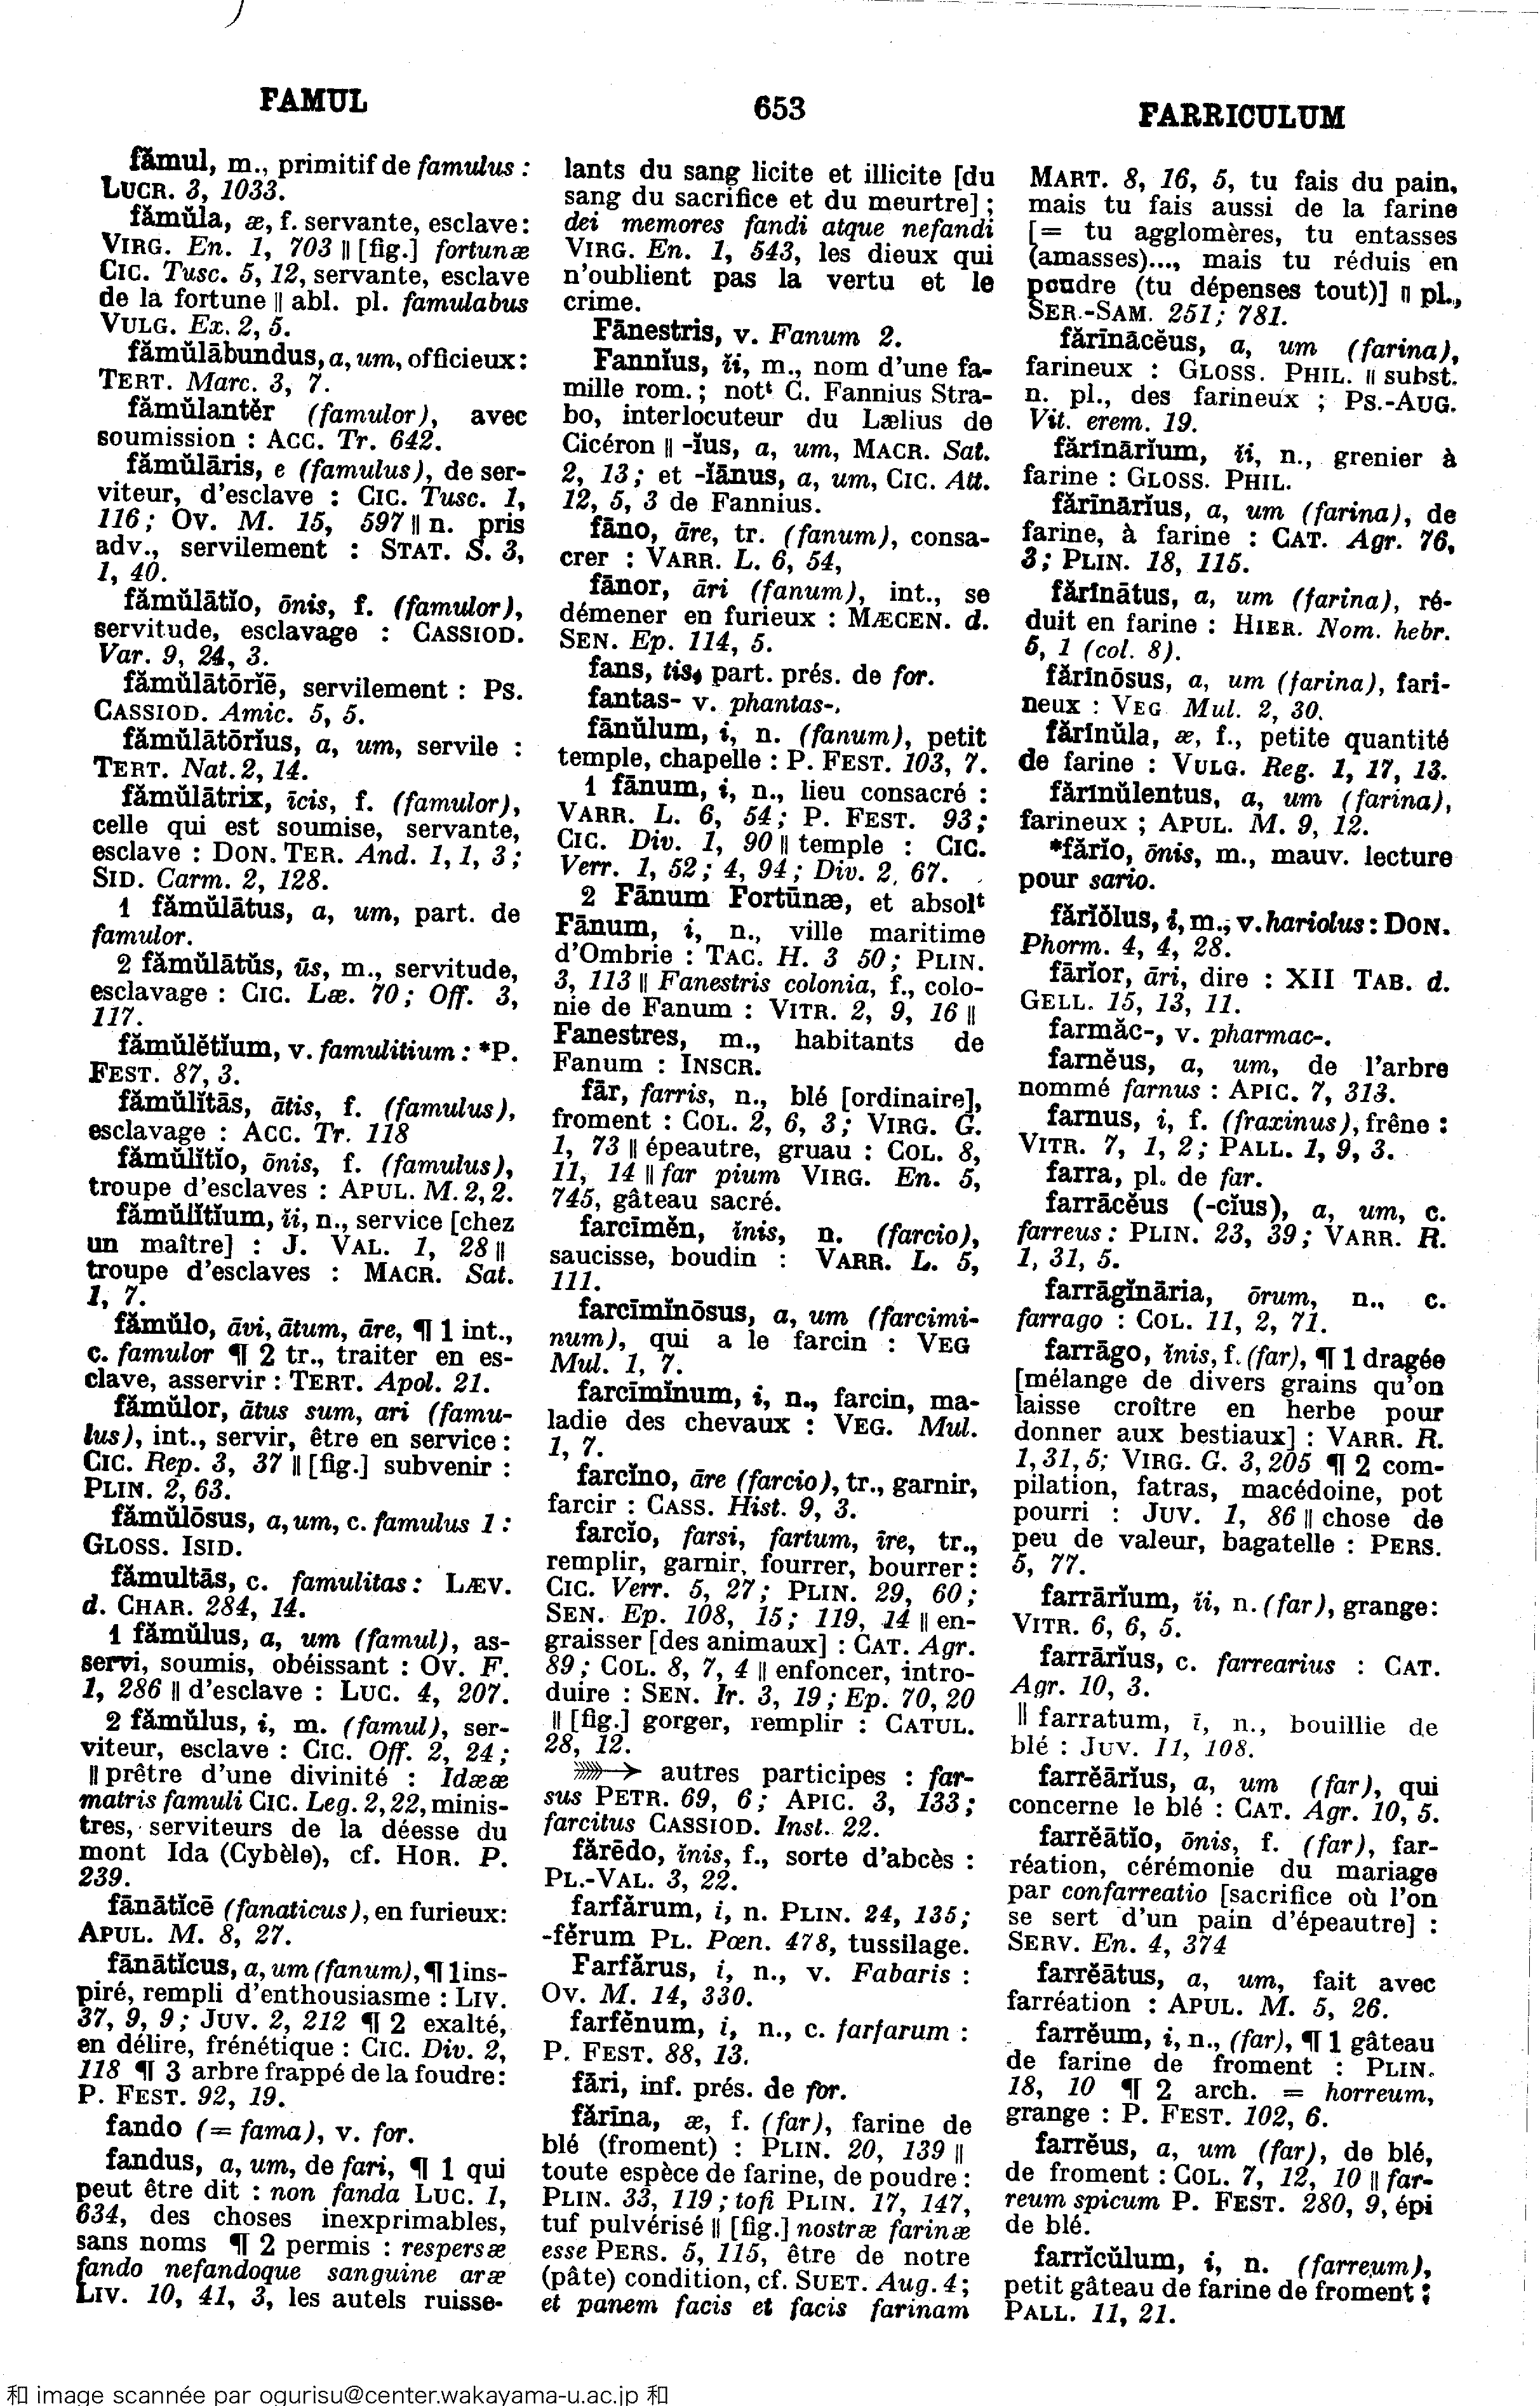 FAMUL
653
FARRICULUM
fămul, m., primitif de famulus :
LUCR. 3, 1033.
fămŭla, æ, f. servante, esclave :
VIRG. En. 1, 703 || [fig.] fortunæ
CIC. Tusc. 5, 12, servante, esclave
de la fortune || abl. pl. famulabus
VULG. Ex. 2, 5.
fămŭlābundus, a, um, officieux :
TERT. Marc. 3, 7.
fămŭlantĕr (famulor), avec
soumission : ACC. Tr. 642.
fămŭlāris, e (famulus), de ser-
viteur, d'esclave : CIC. Tusc. 1,
116 ; OV. M. 15, 597 || n. pris
adv., servilement : STAT. S. 3,
1, 40.
fămŭlātĭo, ōnis, f. (famulor),
servitude, esclavage : CASSIOD.
Var. 9, 24, 3.
fămŭlātōrĭē, servilement : PS.
CASSIOD. Amic. 5, 5.
fămŭlātōrĭus, a, um, servile :
TERT. Nat. 2, 14.
fămŭlātrix, īcis, f. (famulor),
celle qui est soumise, servante,
esclave : DON. TER. And. 1, 1, 3 ;
SID. Carm. 2, 128.
1 fămŭlātus, a, um, part. de
famulor.
2 fămŭlātŭs, ūs, m., servitude,
esclavage : CIC. Læ. 70 ; Off. 3,
117.
fămŭlĕtĭum, v. famulitium : *P.
FEST. 87, 3.
fămŭlĭtās, ātis, f. (famulus),
esclavage : ACC. Tr. 118
fămŭlĭtĭo, ōnis, f. (famulus),
troupe d'esclaves : APUL. M. 2, 2.
fămŭlĭtĭum, ĭi, n., service [chez
un maître] : J. VAL. 1, 28 ||
troupe d'esclaves : MACR. Sat.
1, 7.
fămŭlo, āvi, ātum, āre, ¶ 1 int.,
c. famulor ¶ 2 tr., traiter en es-
clave, asservir : TERT. Apol. 21.
fămŭlor, ātus sum, ari (famu-
lus), int., servir, être en service :
CIC. Rep. 3, 37 || [fig.] subvenir :
PLIN. 2, 63.
fămŭlōsus, a, um, c. famulus 1 :
GLOSS. ISID.
fămultās, c. famulitas : LÆV.
d. CHAR. 284, 14.
1 fămŭlus, a, um (famul), as-
servi, soumis, obéissant : OV. F.
1, 286 || d'esclave : LUC. 4, 207.
2 fămŭlus, i, m. (famul), ser-
viteur, esclave : CIC. Off. 2, 24 ;
|| prêtre d'une divinité : Idææ
matris famuli CIC. Leg. 2, 22, minis-
tres, serviteurs de la déesse du
mont Ida (Cybèle), cf. HOR. P.
239.
fānātĭcē (fanaticus), en furieux :
APUL. M. 8, 27.
fānātĭcus, a, um (fanum), ¶ 1 ins-
piré, rempli d'enthousiasme : LIV.
37, 9, 9 ; JUV. 2, 212 ¶ 2 exalté,
en délire, frénétique : CIC. Div. 2,
118 ¶ 3 arbre frappé de la foudre :
P. FEST. 92, 19.
fando (= fama), v. for.
fandus, a, um, de fari, ¶ 1 qui
peut être dit : non fanda LUC. 1,
634, des choses inexprimables,
sans noms ¶ 2 permis : respersæ
fando nefandoque sanguine aræ
LIV. 10, 41, 3, les autels ruisse-
lants du sang licite et illicite [du
sang du sacrifice et du meurtre] ;
dei memores fandi atque nefandi
VIRG. En. 1, 543, les dieux qui
n'oublient pas la vertu et le
crime.
Fānestris, v. Fanum 2.
Fannĭus, ĭi, m., nom d'une fa-
mille rom. ; notᵗ C. Fannius Stra-
bo, interlocuteur du Lælius de
Cicéron || -ĭus, a, um, MACR. Sat.
2, 13 ; et -ĭānus, a, um, CIC. Att.
12, 5, 3 de Fannius.
fāno, āre, tr. (fanum), consa-
crer : VARR. L. 6, 54,
fānor, āri (fanum), int., se
démener en furieux : MÆCEN. d.
SEN. Ep. 114, 5.
fans, tis, part. prés. de for.
fantas- v. phantas-.
fānŭlum, i, n. (fanum), petit
temple, chapelle : P. FEST. 103, 7.
1 fānum, i, n., lieu consacré :
VARR. L. 6, 54 ; P. FEST. 93 ;
CIC. Div. 1, 90 || temple : CIC.
Verr. 1, 52 ; 4, 94 ; Div. 2, 67.
2 Fānum Fortūnæ, et absolᵗ
Fānum, i, n., ville maritime
d'Ombrie : TAC. H. 3 50 ; PLIN.
3, 113 || Fanestris colonia, f., colo-
nie de Fanum : VITR. 2, 9, 16 ||
Fanestres, m., habitants de
Fanum : INSCR.
fār, farris, n., blé [ordinaire],
froment : COL. 2, 6, 3 ; VIRG. G.
1, 73 || épeautre, gruau : COL. 8,
11, 14 || far pium VIRG. En. 5,
745, gâteau sacré.
farcīmĕn, ĭnis, n. (farcio),
saucisse, boudin : VARR. L. 5,
111.
farcīmĭnōsus, a, um (farcimi-
num), qui a le farcin : VEG
Mul. 1, 7.
farcīmĭnum, i, n., farcin, ma-
ladie des chevaux : VEG. Mul.
1, 7.
farcĭno, āre (farcio), tr., garnir,
farcir : CASS. Hist. 9, 3.
farcĭo, farsi, fartum, īre, tr.,
remplir, garnir, fourrer, bourrer :
CIC. Verr. 5, 27 ; PLIN. 29, 60 ;
SEN. Ep. 108, 15 ; 119, 14 || en-
graisser [des animaux] : CAT. Agr.
89 ; COL. 8, 7, 4 || enfoncer, intro-
duire : SEN. Ir. 3, 19 ; Ep. 70, 20
|| [fig.] gorger, remplir : CATUL.
28, 12.
autres participes : far-
sus PETR. 69, 6 ; APIC. 3, 133 ;
farcitus CASSIOD. Inst. 22.
fărēdo, ĭnis, f., sorte d'abcès :
PL.-VAL. 3, 22.
farfărum, i, n. PLIN. 24, 135 ;
-fĕrum PL. Pœn. 478, tussilage.
Farfărus, i, n., v. Fabaris :
OV. M. 14, 330.
farfĕnum, i, n., c. farfarum :
P. FEST. 88, 13.
fāri, inf. prés. de for.
fărīna, æ, f. (far), farine de
blé (froment) : PLIN. 20, 139 ||
toute espèce de farine, de poudre :
PLIN. 33, 119 ; tofi PLIN. 17, 147,
tuf pulvérisé || [fig.] nostræ farinæ
esse PERS. 5, 115, être de notre
(pâte) condition, cf. SUET. Aug. 4 ;
et panem facis et facis farinam
MART. 8, 16, 5, tu fais du pain,
mais tu fais aussi de la farine
[= tu agglomères, tu entasses
(amasses)..., mais tu réduis en
poudre (tu dépenses tout)] || pl.,
SER.-SAM. 251 ; 781.
fărīnācĕus, a, um (farina),
farineux : GLOSS. PHIL. || subst.
n. pl., des farineux ; PS.-AUG.
Vit. erem. 19.
fărīnārĭum, ĭi, n., grenier à
farine : GLOSS. PHIL.
fărīnārĭus, a, um (farina), de
farine, à farine : CAT. Agr. 76,
3 ; PLIN. 18, 115.
fărīnātus, a, um (farina), ré-
duit en farine : HIER. Nom. hebr.
5, 1 (col. 8).
fărīnōsus, a, um (farina), fari-
neux : VEG Mul. 2, 30.
fărīnŭla, æ, f., petite quantité
de farine : VULG. Reg. 1, 17, 13.
fărīnŭlentus, a, um (farina),
farineux ; APUL. M. 9, 12.
*fărĭo, ōnis, m., mauv. lecture
pour sario.
fărĭŏlus, i, m., v. hariolus : DON.
Phorm. 4, 4, 28.
fārĭor, āri, dire : XII TAB. d.
GELL. 15, 13, 11.
farmăc-, v. pharmac-.
farnĕus, a, um, de l'arbre
nommé farnus : APIC. 7, 313.
farnus, i, f. (fraxinus), frêne :
VITR. 7, 1, 2 ; PALL. 1, 9, 3.
farra, pl. de far.
farrācĕus (-cĭus), a, um, c.
farreus : PLIN. 23, 39 ; VARR. R.
1, 31, 5.
farrāgĭnāria, ōrum, n., c.
farrago : COL. 11, 2, 71.
farrāgo, ĭnis, f. (far), ¶ 1 dragée
[mélange de divers grains qu'on
laisse croître en herbe pour
donner aux bestiaux] : VARR. R.
1, 31, 5 ; VIRG. G. 3, 205 ¶ 2 com-
pilation, fatras, macédoine, pot
pourri : JUV. 1, 86 || chose de
peu de valeur, bagatelle : PERS.
5, 77.
farrārĭum, ĭi, n. (far), grange :
VITR. 6, 6, 5.
farrārĭus, c. farrearius : CAT.
Agr. 10, 3.
|| farratum, ī, n., bouillie de
blé : JUV. 11, 108.
farrĕārĭus, a, um (far), qui
concerne le blé : CAT. Agr. 10, 5.
farrĕātĭo, ōnis, f. (far), far-
réation, cérémonie du mariage
par confarreatio [sacrifice où l'on
se sert d'un pain d'épeautre] :
SERV. En. 4, 374
farrĕātus, a, um, fait avec
farréation : APUL. M. 5, 26.
farrĕum, i, n., (far), ¶ 1 gâteau
de farine de froment : PLIN.
18, 10 ¶ 2 arch. = horreum,
grange : P. FEST. 102, 6.
farrĕus, a, um (far), de blé,
de froment : COL. 7, 12, 10 || far-
reum spicum P. FEST. 280, 9, épi
de blé.
farrĭcŭlum, i, n. (farreum),
petit gâteau de farine de froment :
PALL. 11, 21.
和 image scannée par ogurisu@center.wakayama-u.ac.jp 和